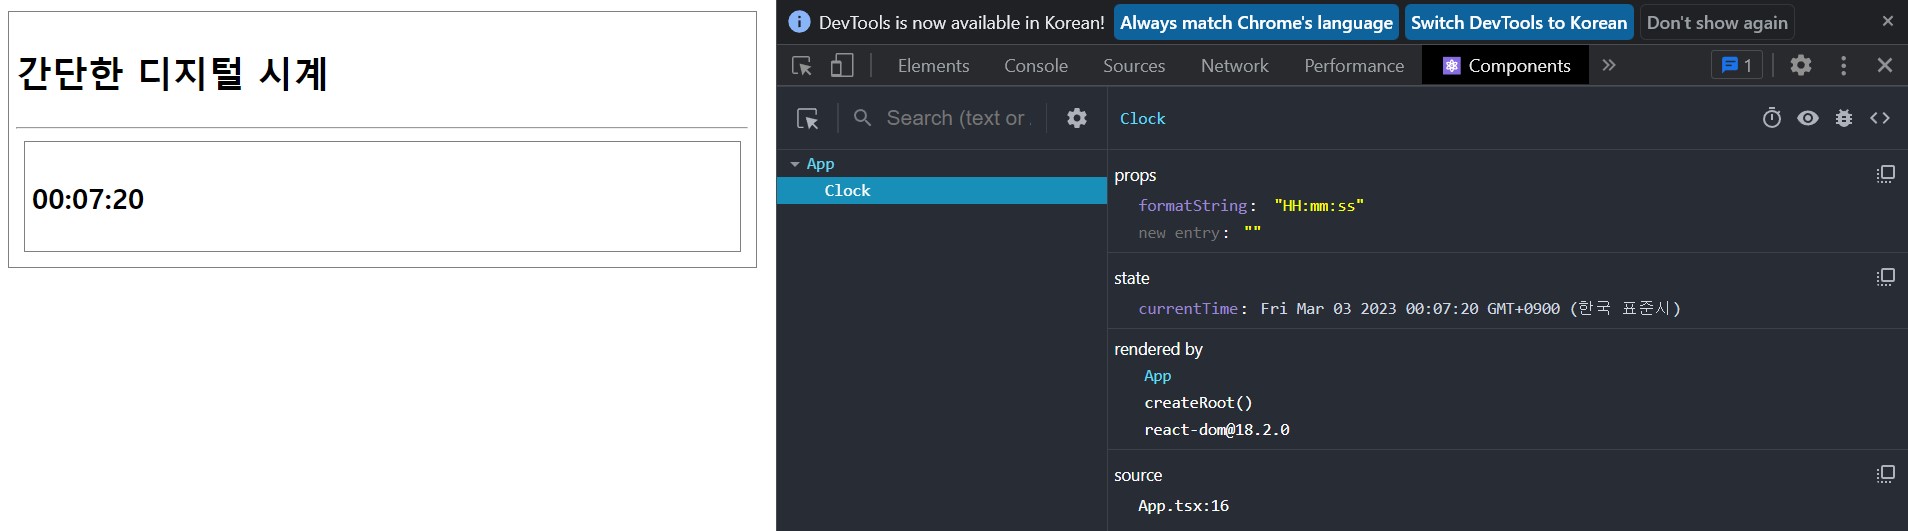 간단한 디지털 시계
00:07:20
DevTools is now available in Korean! Always match Chrome's language Switch DevTools to Korean Don't show again ×
Elements Console Sources Network Performance Components » 1
Search (text or
Clock
App
Clock
props
formatString: "HH:mm:ss"
new entry: ""
state
currentTime: Fri Mar 03 2023 00:07:20 GMT+0900 (한국 표준시)
rendered by
App
createRoot()
react-dom@18.2.0
source
App.tsx:16